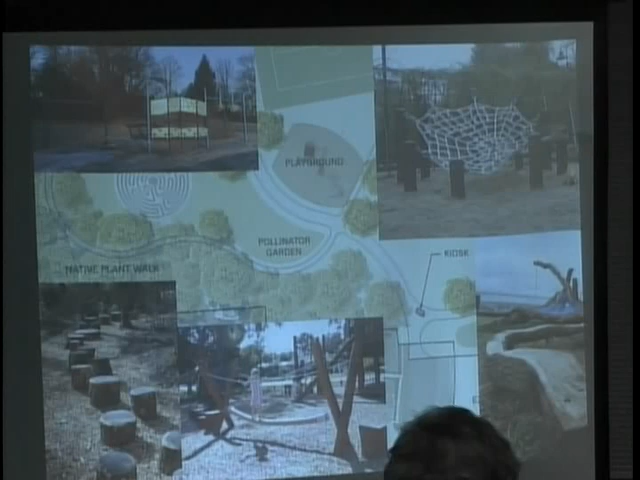 PLAYGROUND
POLLINATOR
GARDEN
KIOSK
NATIVE PLANT WALK